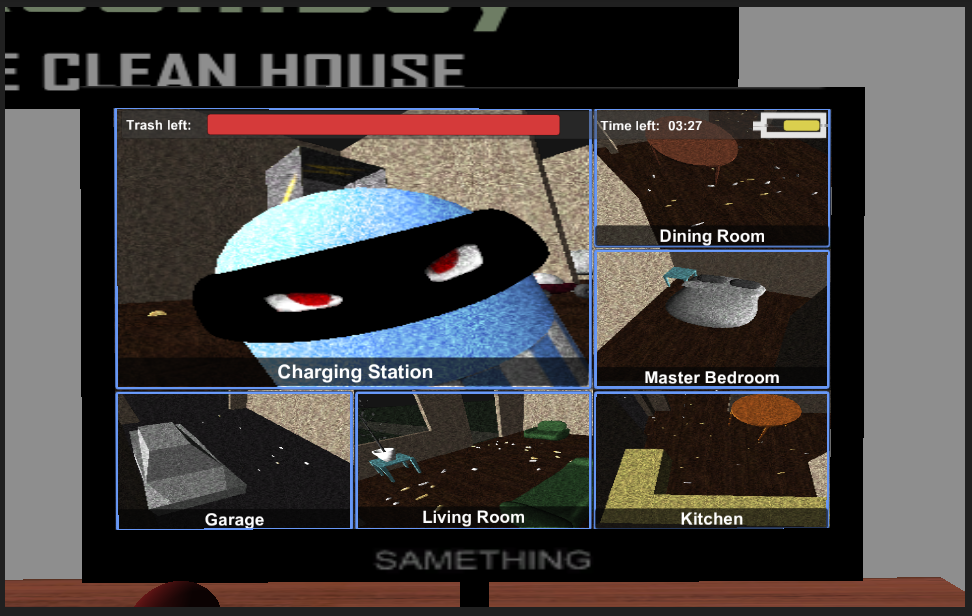 E CLEAN HOUSE
Trash left:
Time left: 03:27
Dining Room
Charging Station
Master Bedroom
Garage
Living Room
Kitchen
SAMETHING